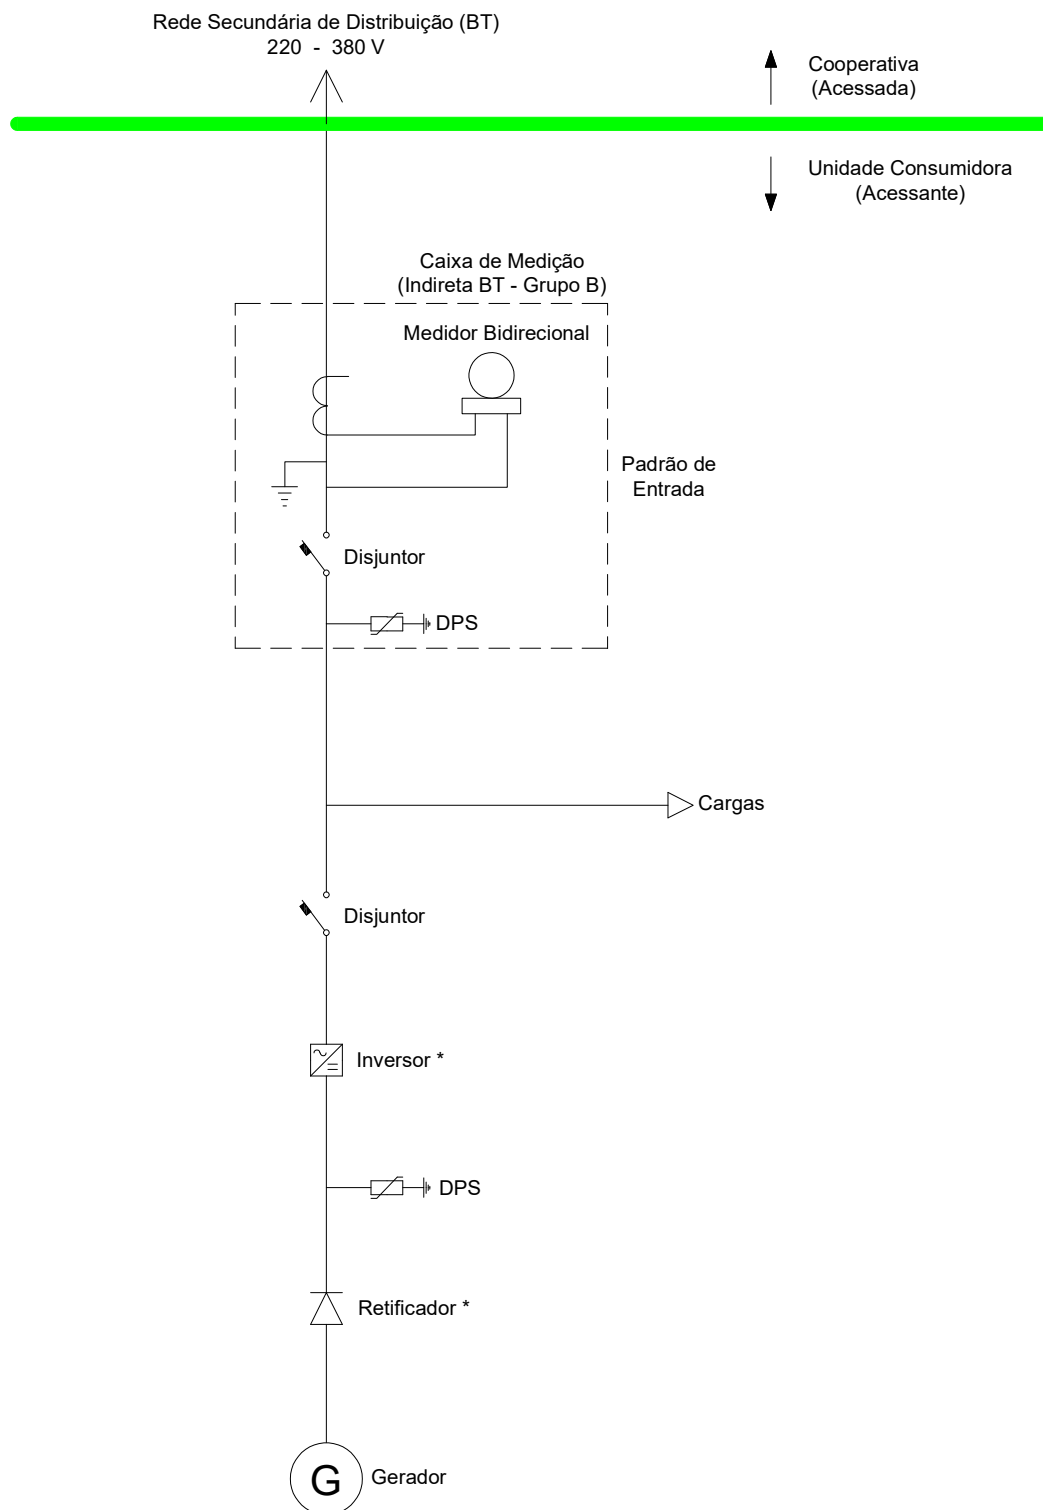 Rede Secundária de Distribuição (BT)
220 - 380 V
Cooperativa
(Acessada)
Unidade Consumidora
(Acessante)
Caixa de Medição
(Indireta BT - Grupo B)
Medidor Bidirecional
Padrão de
Entrada
Disjuntor
DPS
Cargas
Disjuntor
Inversor *
DPS
Retificador *
G
Gerador